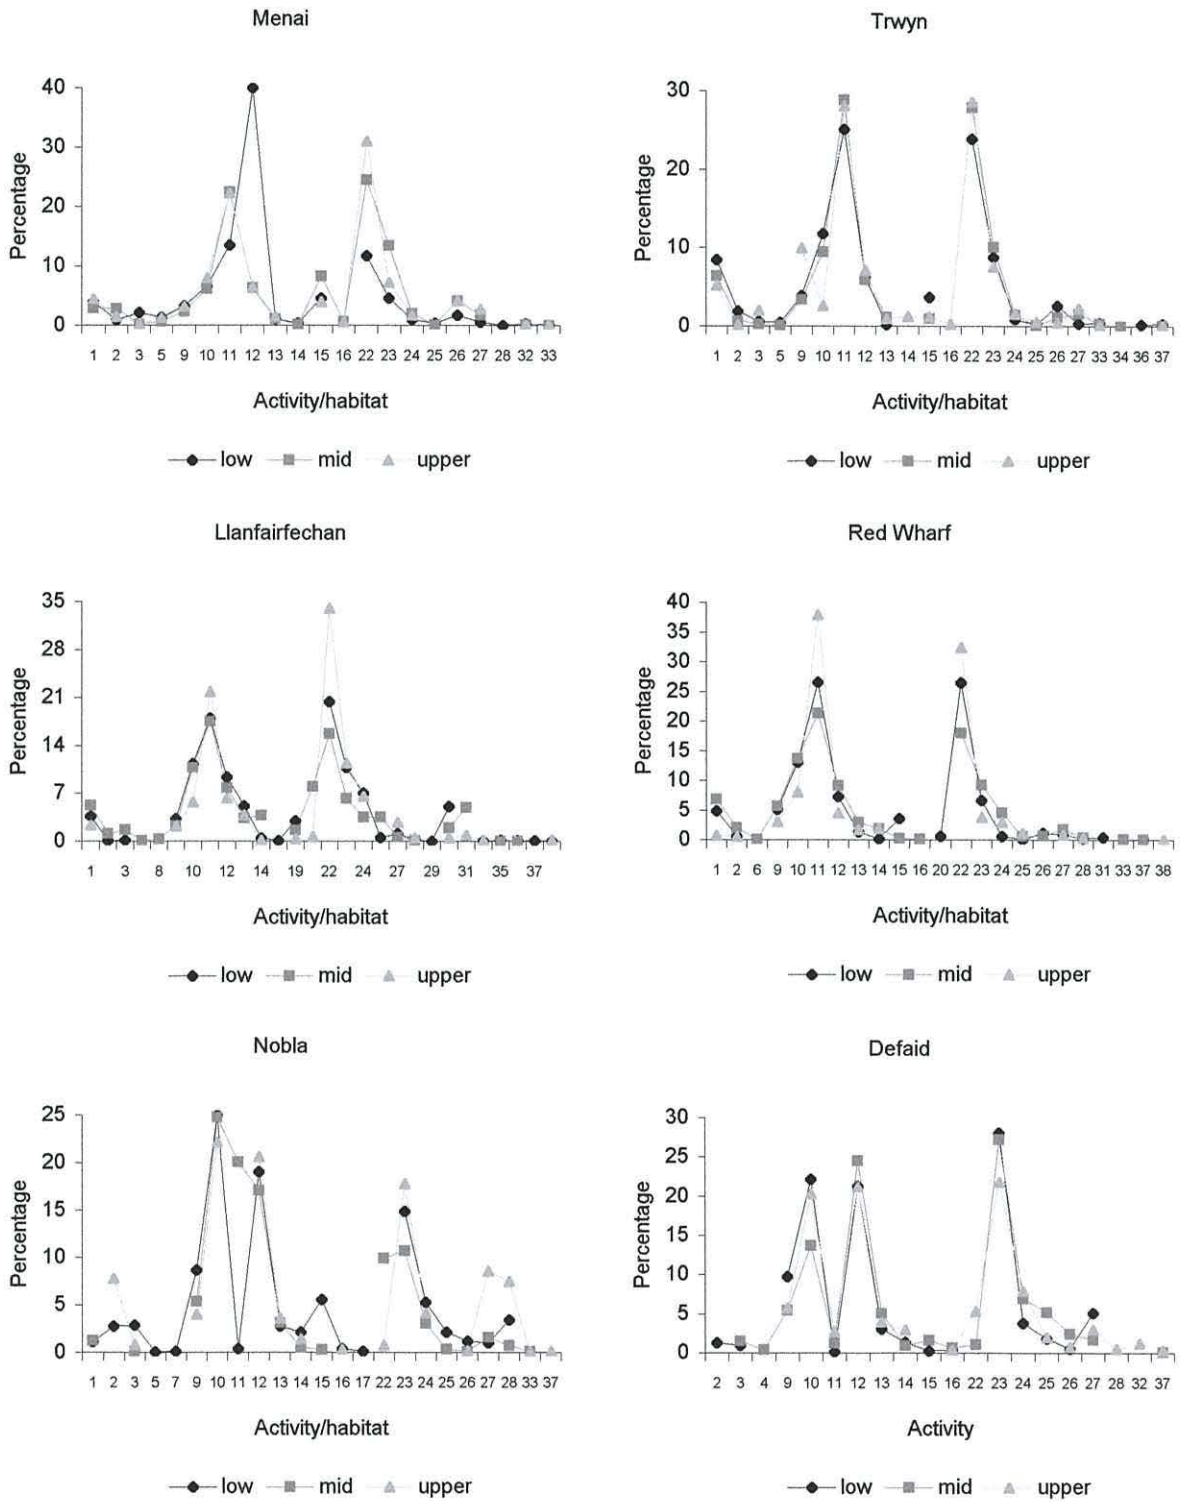 Menai
Percentage
40
30
20
10
0
1 2 3 5 9 10 11 12 13 14 15 16 22 23 24 25 26 27 28 32 33
Activity/habitat
low mid upper
Trwyn
Percentage
30
20
10
0
1 2 3 5 9 10 11 12 13 14 15 16 22 23 24 25 26 27 33 34 36 37
Activity/habitat
low mid upper
Llanfairfechan
Percentage
35
28
21
14
7
0
1 3 8 10 12 14 19 22 24 27 29 31 35 37
Activity/habitat
low mid upper
Red Wharf
Percentage
40
35
30
25
20
15
10
5
0
1 2 6 9 10 11 12 13 14 15 16 20 22 23 24 25 26 27 28 31 33 37 38
Activity/habitat
low mid upper
Nobla
Percentage
25
20
15
10
5
0
1 2 3 5 7 9 10 11 12 13 14 15 16 17 22 23 24 25 26 27 28 33 37
Activity/habitat
low mid upper
Defaid
Percentage
30
25
20
15
10
5
0
2 3 4 9 10 11 12 13 14 15 16 22 23 24 25 26 27 28 32 37
Activity
low mid upper